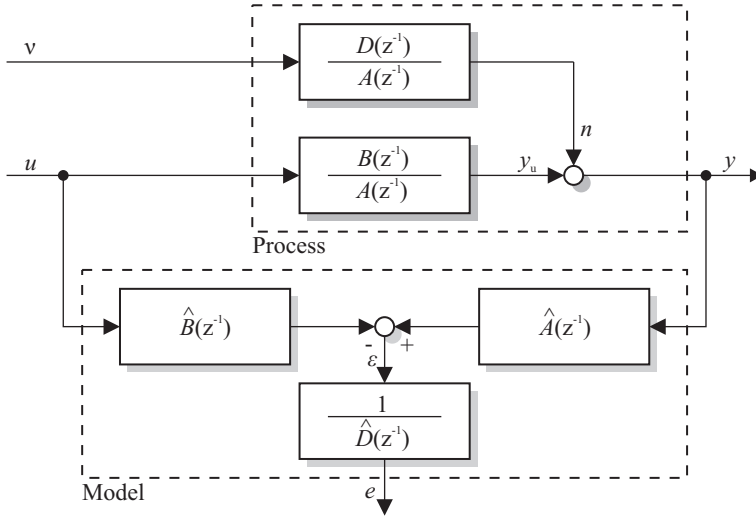 ν
D(z⁻¹)
A(z⁻¹)
n
u
B(z⁻¹)
A(z⁻¹)
yᵤ
y
Process
B̂(z⁻¹)
Â(z⁻¹)
- +
ε
1
D̂(z⁻¹)
Model
e